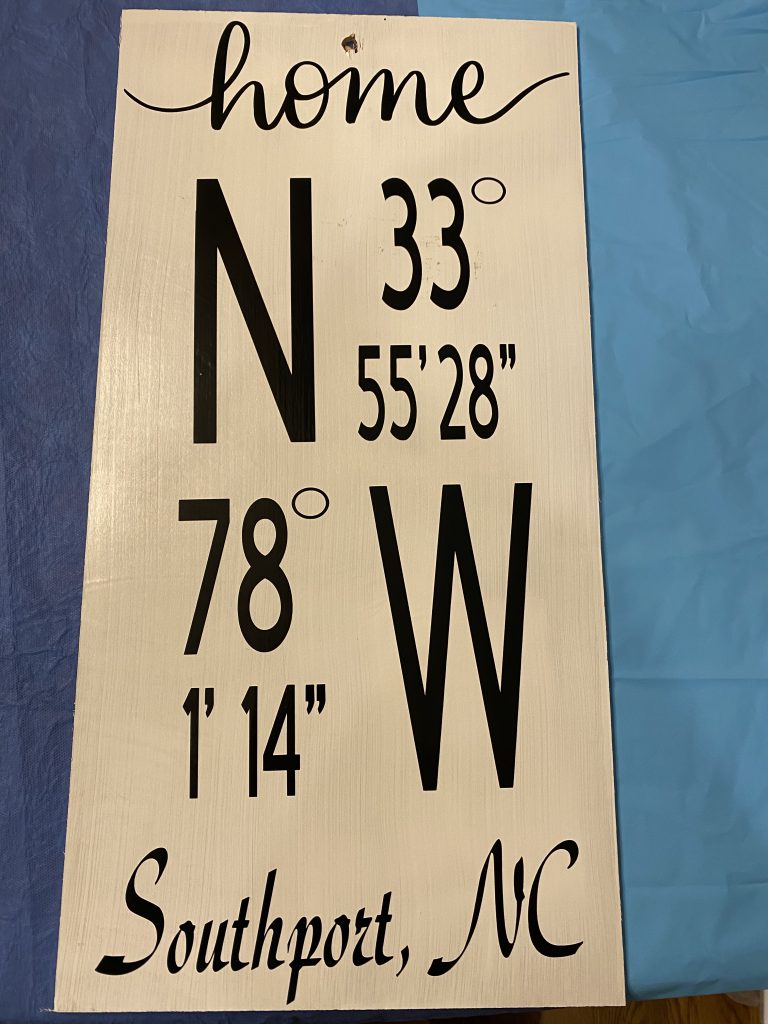 home
N 33°
55'28"
78° W
1' 14"
Southport, NC